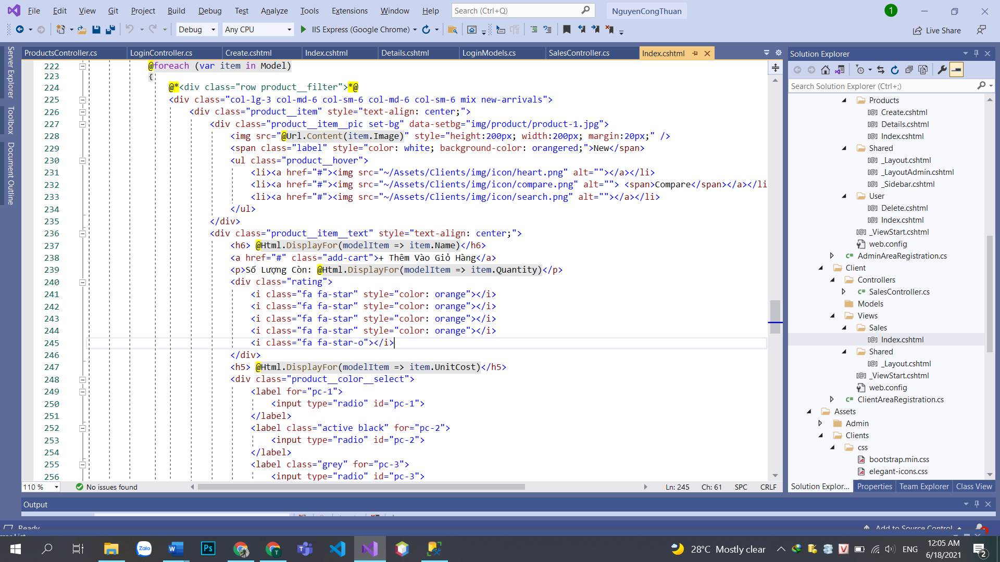 File Edit View Git Project Build Debug Test Analyze Tools Extensions Window Help Search (Ctrl+Q) NguyenCongThuan 1
Debug Any CPU IIS Express (Google Chrome) Live Share
Server Explorer
Toolbox
Document Outline
ProductsController.cs LoginController.cs Create.cshtml Index.cshtml Details.cshtml LoginModels.cs SalesController.cs Index.cshtml
222 @foreach (var item in Model)
223 {
224 @*<div class="row product__filter">*@
225 <div class="col-lg-3 col-md-6 col-sm-6 col-md-6 col-sm-6 mix new-arrivals">
226 <div class="product__item" style="text-align: center;">
227 <div class="product__item__pic set-bg" data-setbg="img/product/product-1.jpg">
228 <img src="@Url.Content(item.Image)" style="height:200px; width:200px; margin:20px;" />
229 <span class="label" style="color: white; background-color: orangered;">New</span>
230 <ul class="product__hover">
231 <li><a href="#"><img src="~/Assets/Clients/img/icon/heart.png" alt=""></a></li>
232 <li><a href="#"><img src="~/Assets/Clients/img/icon/compare.png" alt=""> <span>Compare</span></a></li
233 <li><a href="#"><img src="~/Assets/Clients/img/icon/search.png" alt=""></a></li>
234 </ul>
235 </div>
236 <div class="product__item__text" style="text-align: center;">
237 <h6> @Html.DisplayFor(modelItem => item.Name)</h6>
238 <a href="#" class="add-cart">+ Thêm Vào Giỏ Hàng</a>
239 <p>Số Lượng Còn: @Html.DisplayFor(modelItem => item.Quantity)</p>
240 <div class="rating">
241 <i class="fa fa-star" style="color: orange"></i>
242 <i class="fa fa-star" style="color: orange"></i>
243 <i class="fa fa-star" style="color: orange"></i>
244 <i class="fa fa-star" style="color: orange"></i>
245 <i class="fa fa-star-o"></i>
246 </div>
247 <h5> @Html.DisplayFor(modelItem => item.UnitCost)</h5>
248 <div class="product__color__select">
249 <label for="pc-1">
250 <input type="radio" id="pc-1">
251 </label>
252 <label class="active black" for="pc-2">
253 <input type="radio" id="pc-2">
254 </label>
255 <label class="grey" for="pc-3">
256 <input type="radio" id="pc-3">
110 % No issues found Ln: 245 Ch: 61 SPC CRLF
Solution Explorer
Search Solution Explorer (Ctrl+;)
Products
Create.cshtml
Details.cshtml
Index.cshtml
Shared
_Layout.cshtml
_LayoutAdmin.cshtml
_Sidebar.cshtml
User
Delete.cshtml
Index.cshtml
_ViewStart.cshtml
web.config
AdminAreaRegistration.cs
Client
Controllers
SalesController.cs
Models
Views
Sales
Index.cshtml
Shared
_Layout.cshtml
_ViewStart.cshtml
web.config
ClientAreaRegistration.cs
Assets
Admin
Clients
css
bootstrap.min.css
elegant-icons.css
Solution Explor... Properties Team Explorer Class View
Output
Ready Add to Source Control
Zalo W Ps T 28°C Mostly clear V ENG 12:05 AM
6/18/2021 2